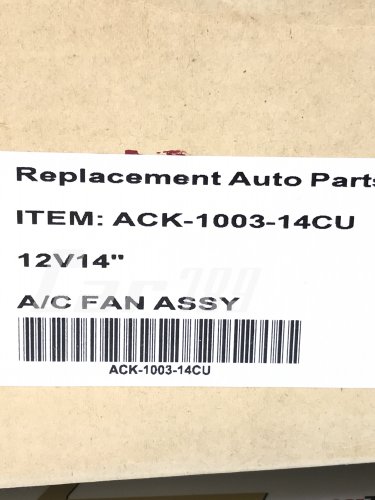 Replacement Auto Parts
ITEM: ACK-1003-14CU
12V14"
A/C FAN ASSY
ACK-1003-14CU